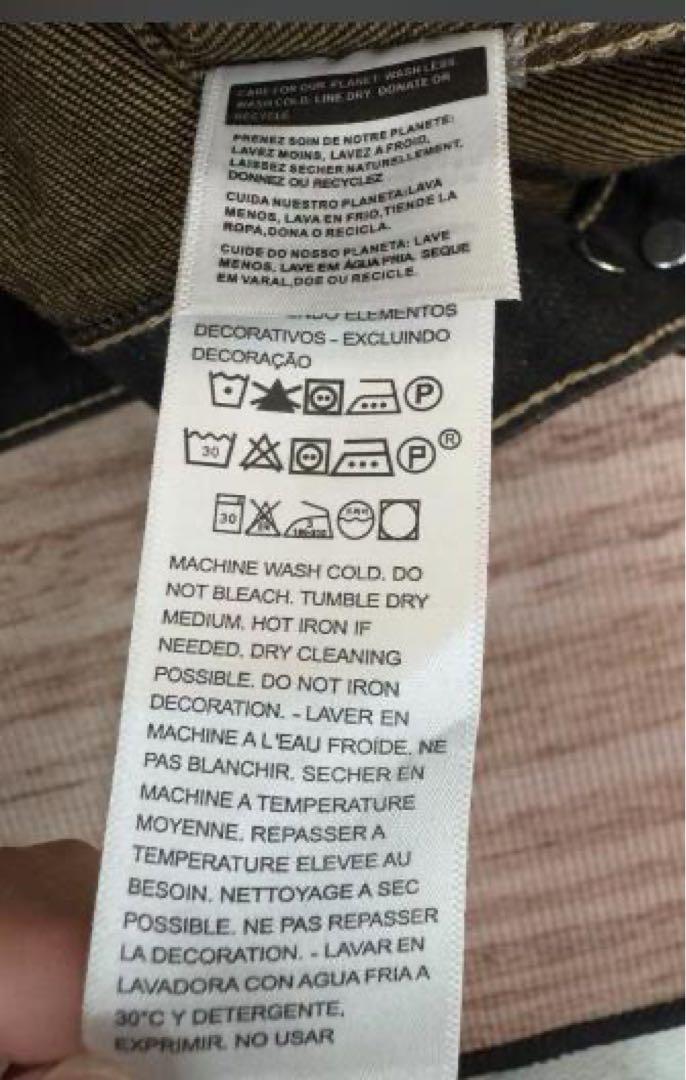 CARE FOR OUR PLANET: WASH LESS
WASH COLD, LINE DRY, DONATE OR
RECYCLE
PRENEZ SOIN DE NOTRE PLANETE:
LAVEZ MOINS, LAVEZ A FROID,
LAISSEZ SECHER NATURELLEMENT,
DONNEZ OU RECYCLEZ
CUIDA NUESTRO PLANETA:LAVA
MENOS, LAVA EN FRIO,TIENDE LA
ROPA,DONA O RECICLA.
CUIDE DO NOSSO PLANETA: LAVE
MENOS. LAVE EM ÁGUA FRIA. SEQUE
EM VARAL,DOE OU RECICLE.
ELEMENTOS
DECORATIVOS - EXCLUINDO
DECORAÇÃO
P
30 P ®
30
MACHINE WASH COLD. DO
NOT BLEACH. TUMBLE DRY
MEDIUM. HOT IRON IF
NEEDED. DRY CLEANING
POSSIBLE. DO NOT IRON
DECORATION. - LAVER EN
MACHINE A L'EAU FROIDE. NE
PAS BLANCHIR. SECHER EN
MACHINE A TEMPERATURE
MOYENNE. REPASSER A
TEMPERATURE ELEVEE AU
BESOIN. NETTOYAGE A SEC
POSSIBLE. NE PAS REPASSER
LA DECORATION. - LAVAR EN
LAVADORA CON AGUA FRIA A
30°C Y DETERGENTE.
EXPRIMIR. NO USAR